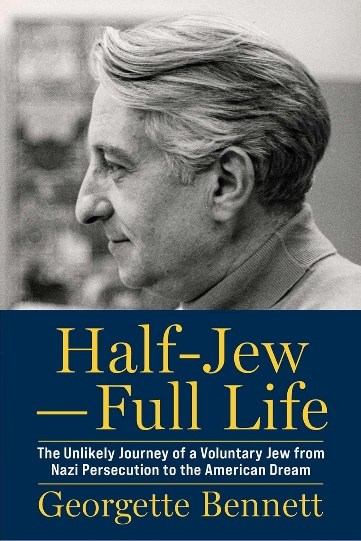 Half-Jew
—Full Life
The Unlikely Journey of a Voluntary Jew from
Nazi Persecution to the American Dream
Georgette Bennett